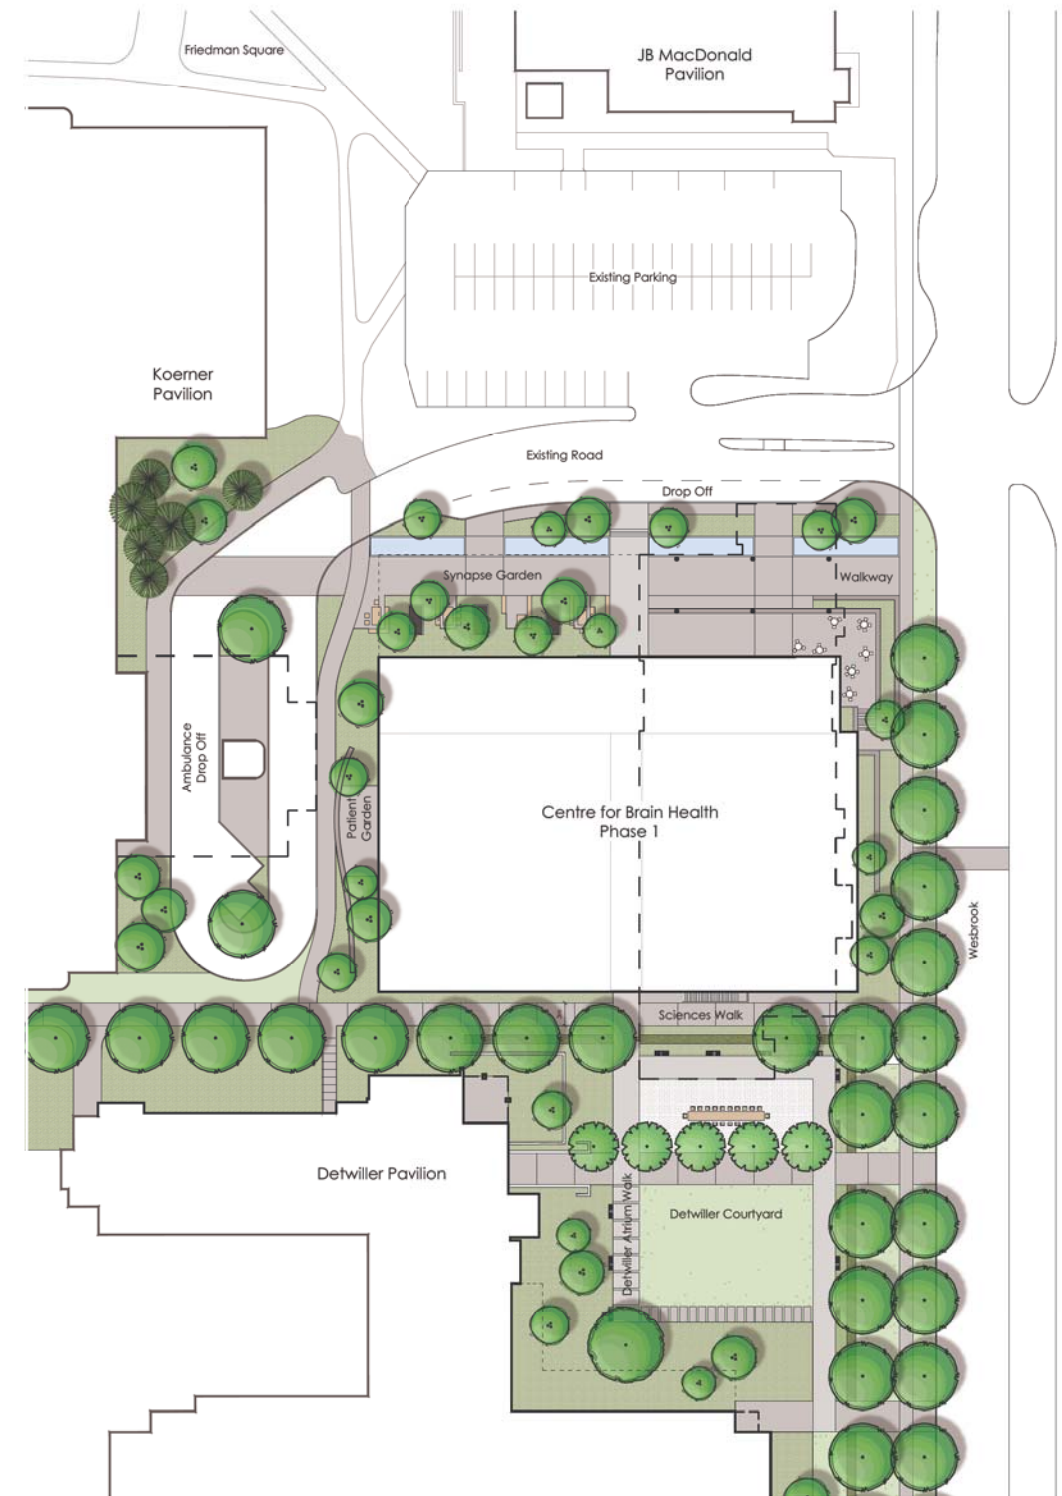 Friedman Square
JB MacDonald
Pavilion
Existing Parking
Koerner
Pavilion
Existing Road
Drop Off
Synapse Garden
Walkway
Ambulance
Drop Off
Patient
Garden
Centre for Brain Health
Phase 1
Wesbrook
Sciences Walk
Detwiller Pavilion
Detwiller Atrium Walk
Detwiller Courtyard